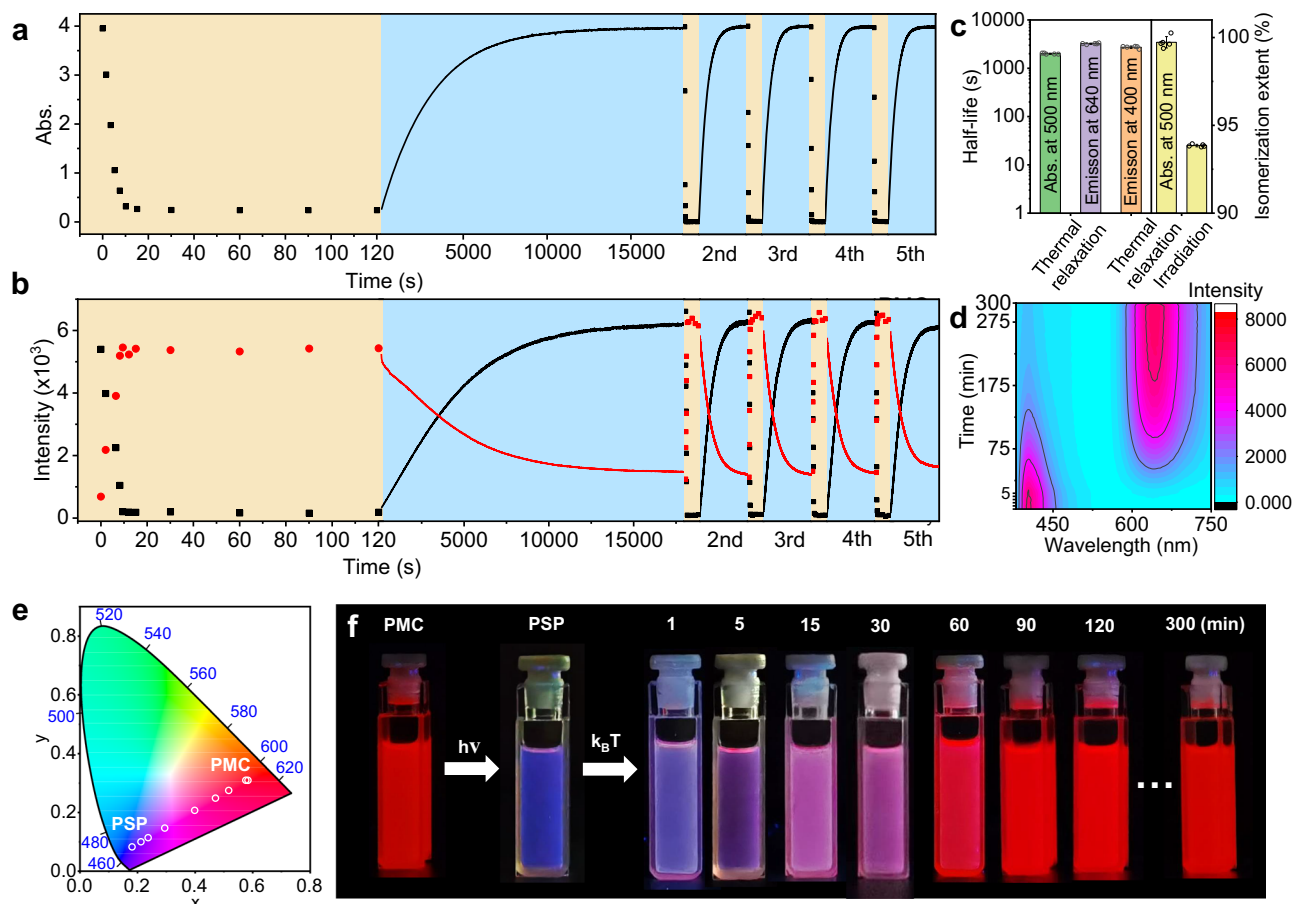 a
Abs.
4
3
2
1
0
0 20 40 60 80 100 120 5000 10000 15000 2nd 3rd 4th 5th
Time (s)
b
Intensity (x10³)
6
4
2
0
0 20 40 60 80 100 120 5000 10000 15000 2nd 3rd 4th 5th
Time (s)
c
Half-life (s)
10000
1000
100
10
1
Abs. at 500 nm
Emisson at 640 nm
Emisson at 400 nm
Abs. at 500 nm
100
95
90
Isomerization extent (%)
Thermal
relaxation
Thermal
relaxation
Irradiation
d
Intensity
Time (min)
300
275
175
75
5
450 600 750
Wavelength (nm)
8000
6000
4000
2000
0.000
e
y
0.8
0.6
0.4
0.2
0.0
0.0 0.2 0.4 0.6 0.8
x
520
540
560
580
600
620
500
480
460
PMC
PSP
f
PMC PSP 1 5 15 30 60 90 120 300 (min)
hν
k_BT
...